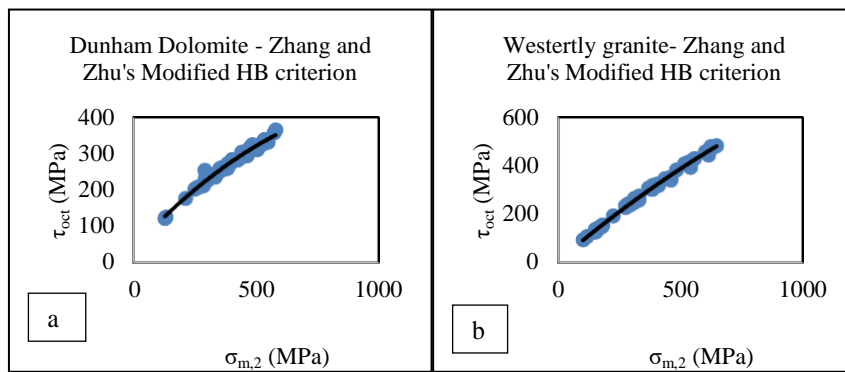 Dunham Dolomite - Zhang and
Zhu's Modified HB criterion
400
300
200
100
0
τoct (MPa)
0
500
1000
σm,2 (MPa)
a
Westertly granite- Zhang and
Zhu's Modified HB criterion
600
400
200
0
τoct (MPa)
0
500
1000
σm,2 (MPa)
b